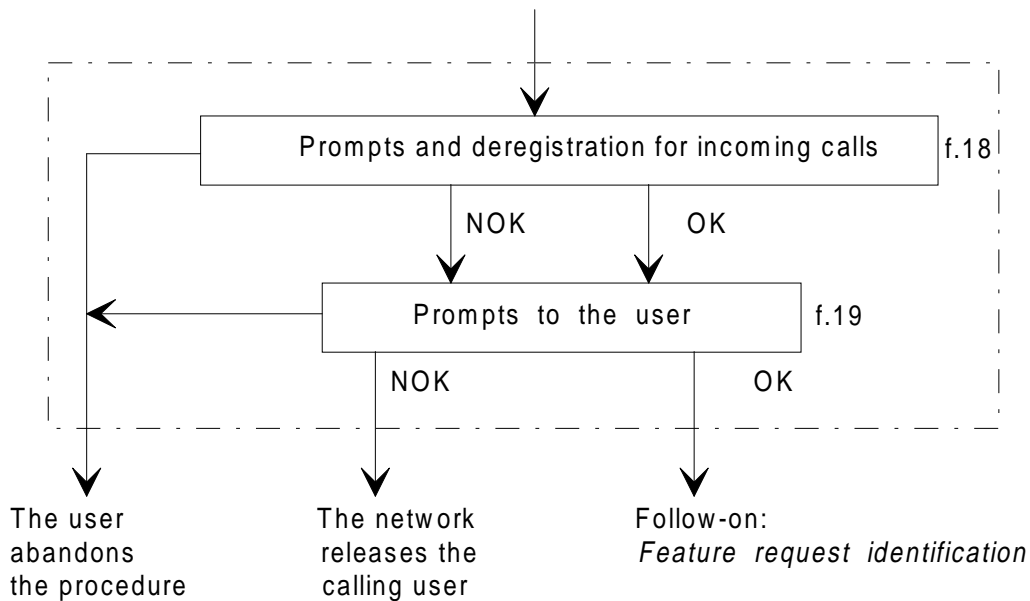 Prompts and deregistration for incoming calls
f.18
NOK
OK
Prompts to the user
f.19
NOK
OK
The user
abandons
the procedure
The network
releases the
calling user
Follow-on:
Feature request identification